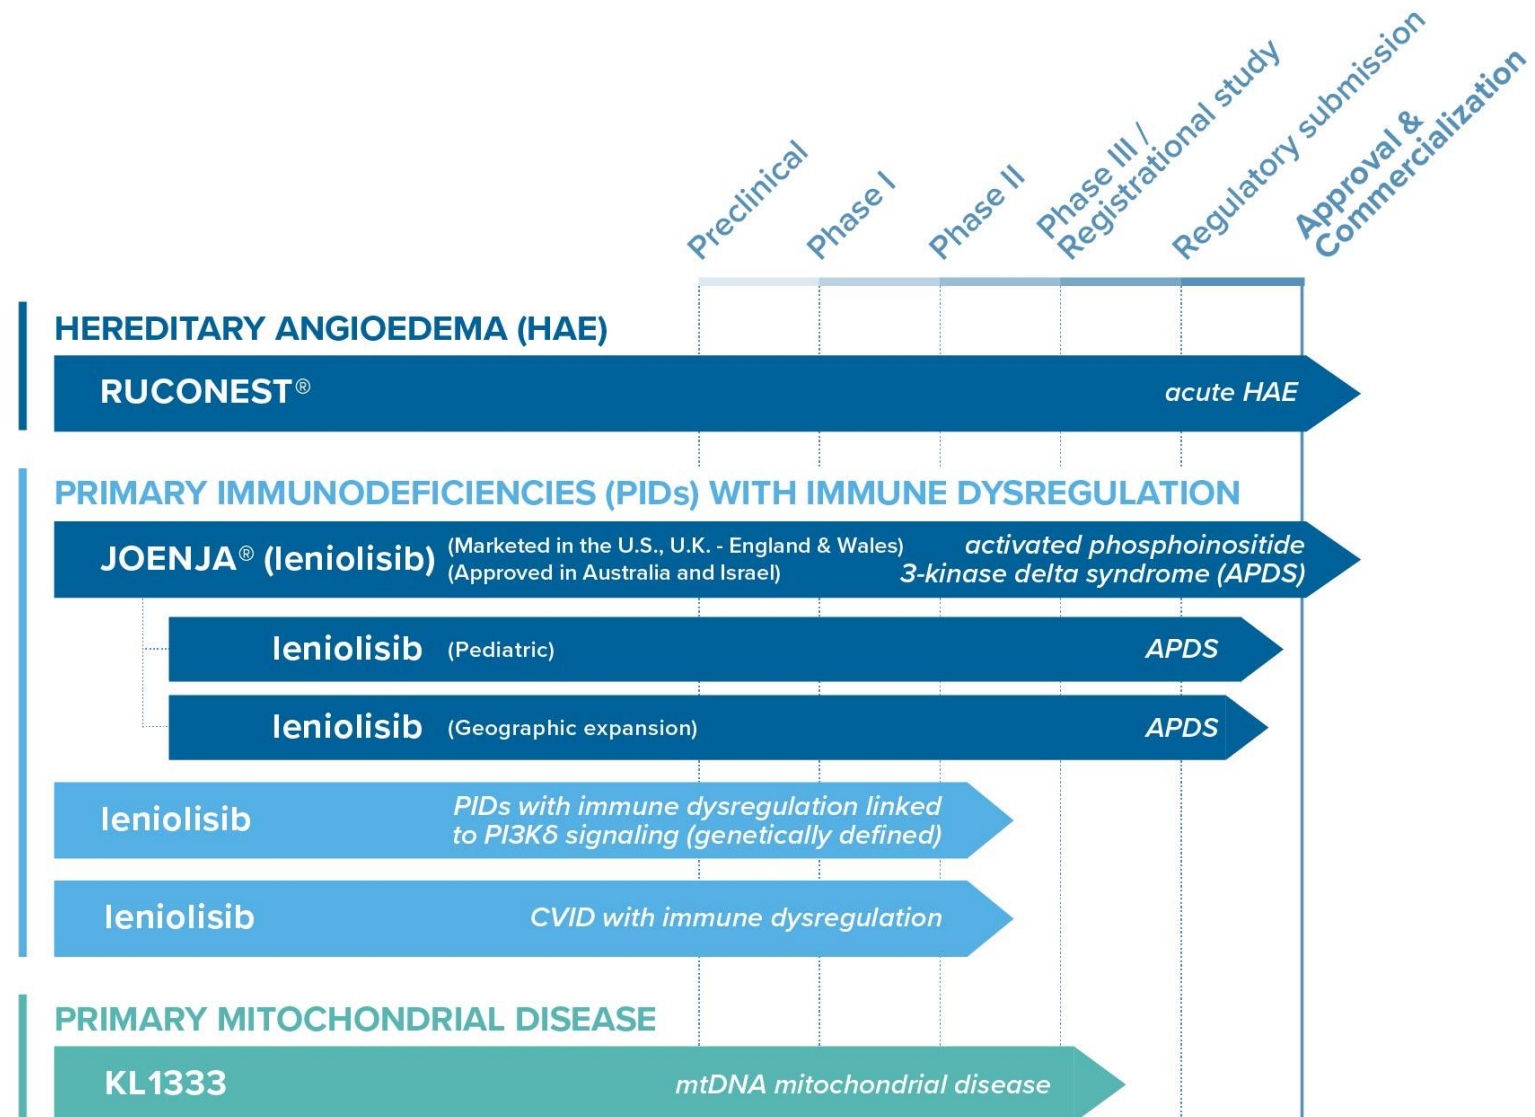 Preclinical
Phase I
Phase II
Phase III /
Registrational study
Regulatory submission
Approval &
Commercialization
HEREDITARY ANGIOEDEMA (HAE)
RUCONEST® acute HAE
PRIMARY IMMUNODEFICIENCIES (PIDs) WITH IMMUNE DYSREGULATION
JOENJA® (leniolisib)
(Marketed in the U.S., U.K. - England & Wales)
(Approved in Australia and Israel)
activated phosphoinositide
3-kinase delta syndrome (APDS)
leniolisib (Pediatric) APDS
leniolisib (Geographic expansion) APDS
leniolisib
PIDs with immune dysregulation linked
to PI3Kδ signaling (genetically defined)
leniolisib CVID with immune dysregulation
PRIMARY MITOCHONDRIAL DISEASE
KL1333 mtDNA mitochondrial disease